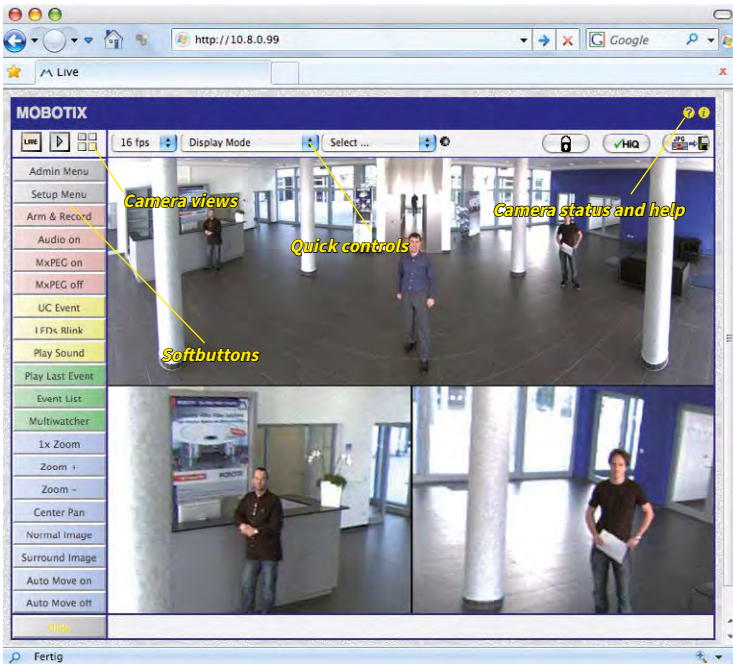 http://10.8.0.99
Google
Live
MOBOTIX
LIVE
16 fps
Display Mode
Select ...
HiQ
JPG
Admin Menu
Setup Menu
Arm & Record
Audio on
MxPEG on
MxPEG off
UC Event
LEDs Blink
Play Sound
Play Last Event
Event List
Multiwatcher
1x Zoom
Zoom +
Zoom -
Center Pan
Normal Image
Surround Image
Auto Move on
Auto Move off
Help
Camera views
Quick controls
Camera status and help
Softbuttons
MOBOTIX
Fertig